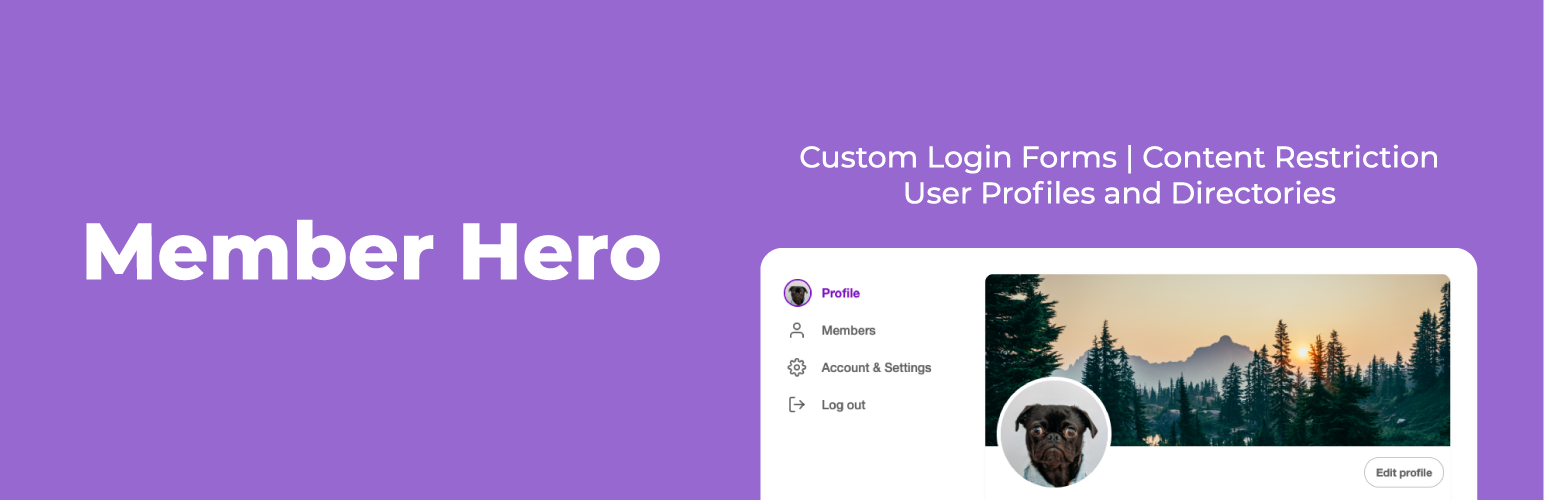 Member Hero
Custom Login Forms | Content Restriction
User Profiles and Directories
Profile
Members
Account & Settings
Log out
Edit profile